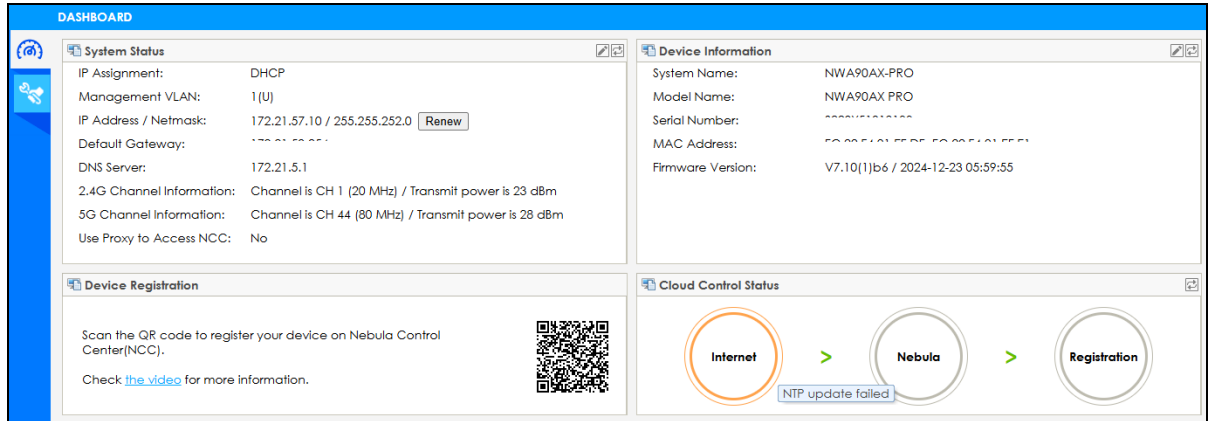 DASHBOARD
System Status
IP Assignment: DHCP
Management VLAN: 1(U)
IP Address / Netmask: 172.21.57.10 / 255.255.252.0 Renew
Default Gateway:
DNS Server: 172.21.5.1
2.4G Channel Information: Channel is CH 1 (20 MHz) / Transmit power is 23 dBm
5G Channel Information: Channel is CH 44 (80 MHz) / Transmit power is 28 dBm
Use Proxy to Access NCC: No
Device Information
System Name: NWA90AX-PRO
Model Name: NWA90AX PRO
Serial Number:
MAC Address:
Firmware Version: V7.10(1)b6 / 2024-12-23 05:59:55
Device Registration
Scan the QR code to register your device on Nebula Control
Center(NCC).
Check the video for more information.
Cloud Control Status
Internet > Nebula > Registration
NTP update failed